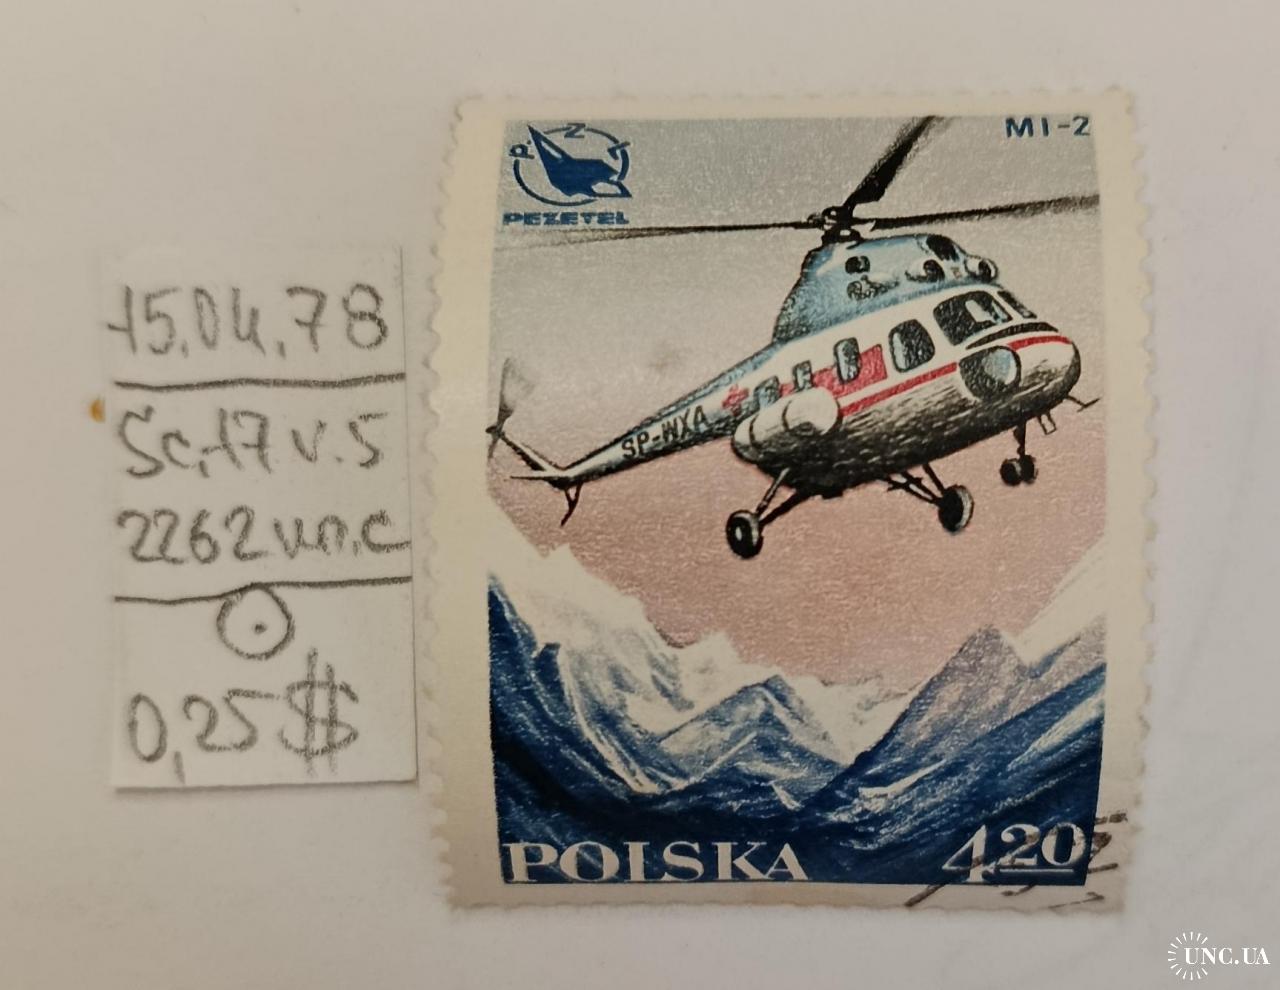 15.04.78
Sc,17 v.5
2262 un.c
0,25$
P. Z L
PEZETEL
MI-2
SP-WXA
POLSKA
4.20
UNC.UA